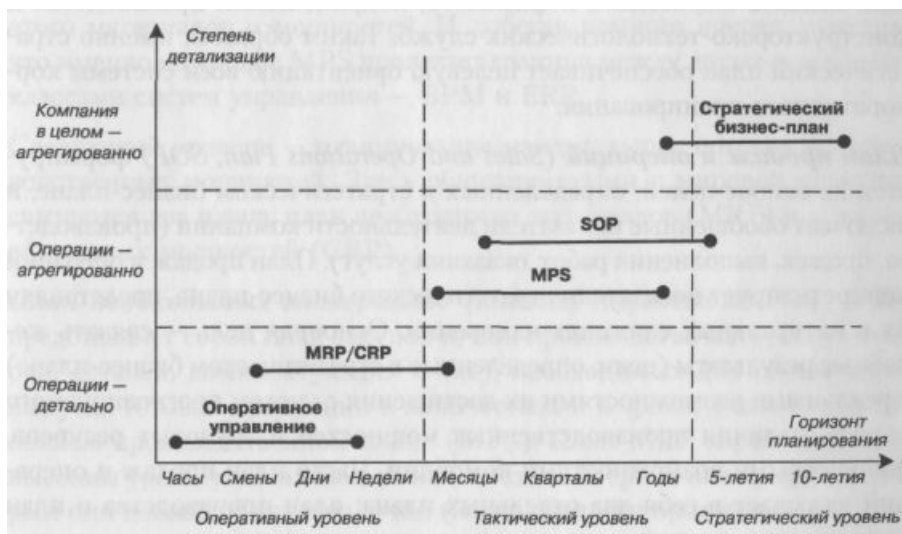 Степень
детализации
Компания
в целом –
агрегированно
Стратегический
бизнес-план
SOP
Операции –
агрегированно
MPS
MRP/CRP
Операции –
детально
Оперативное
управление
Горизонт
планирования
Часы Смены Дни Недели Месяцы Кварталы Годы 5-летия 10-летия
Оперативный уровень Тактический уровень Стратегический уровень